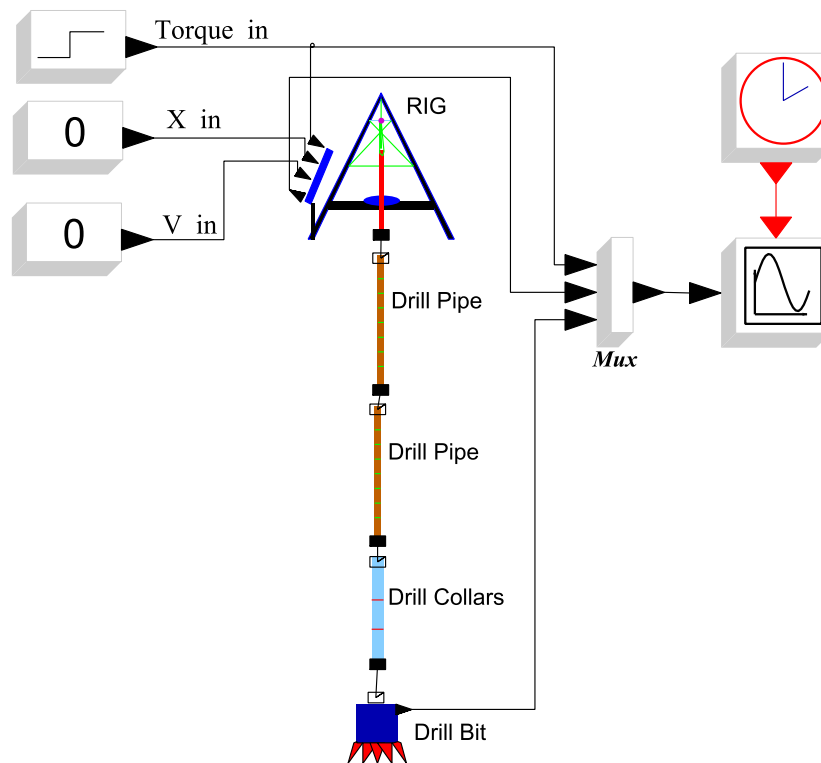 Torque in
0
X in
0
V in
RIG
Drill Pipe
Drill Pipe
Drill Collars
Drill Bit
Mux